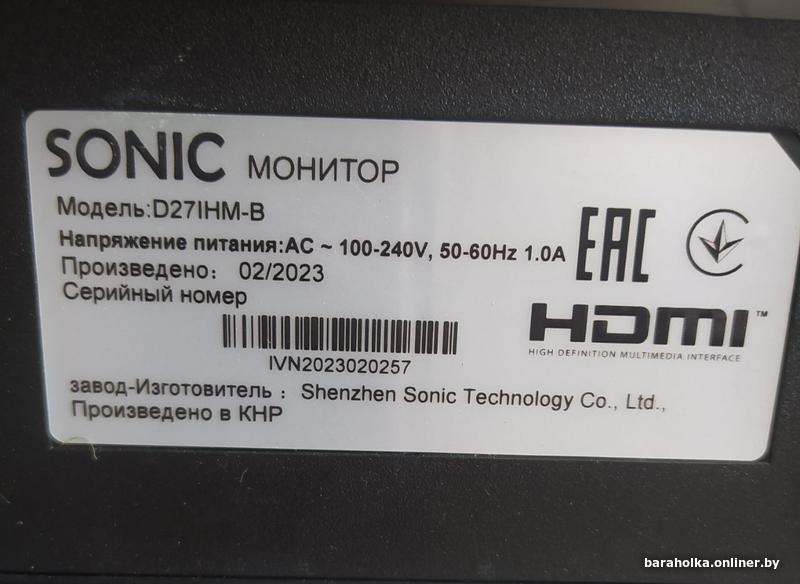 SONIC МОНИТОР
Модель:D27IHM-B
Напряжение питания:AC ~ 100-240V, 50-60Hz 1.0A
Произведено: 02/2023
Серийный номер
EAC
HDMI™
HIGH DEFINITION MULTIMEDIA INTERFACE
IVN2023020257
завод-Изготовитель : Shenzhen Sonic Technology Co., Ltd.,
Произведено в КНР
baraholka.onliner.by